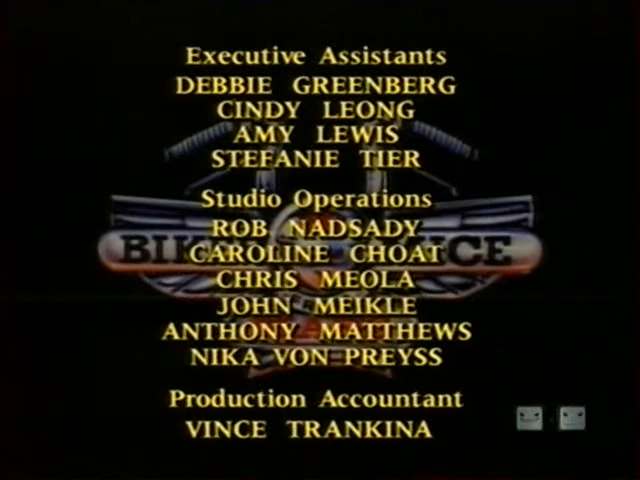 Executive Assistants
DEBBIE GREENBERG
CINDY LEONG
AMY LEWIS
STEFANIE TIER
Studio Operations
ROB NADSADY
CAROLINE CHOAT
CHRIS MEOLA
JOHN MEIKLE
ANTHONY MATTHEWS
NIKA VON PREYSS
Production Accountant
VINCE TRANKINA